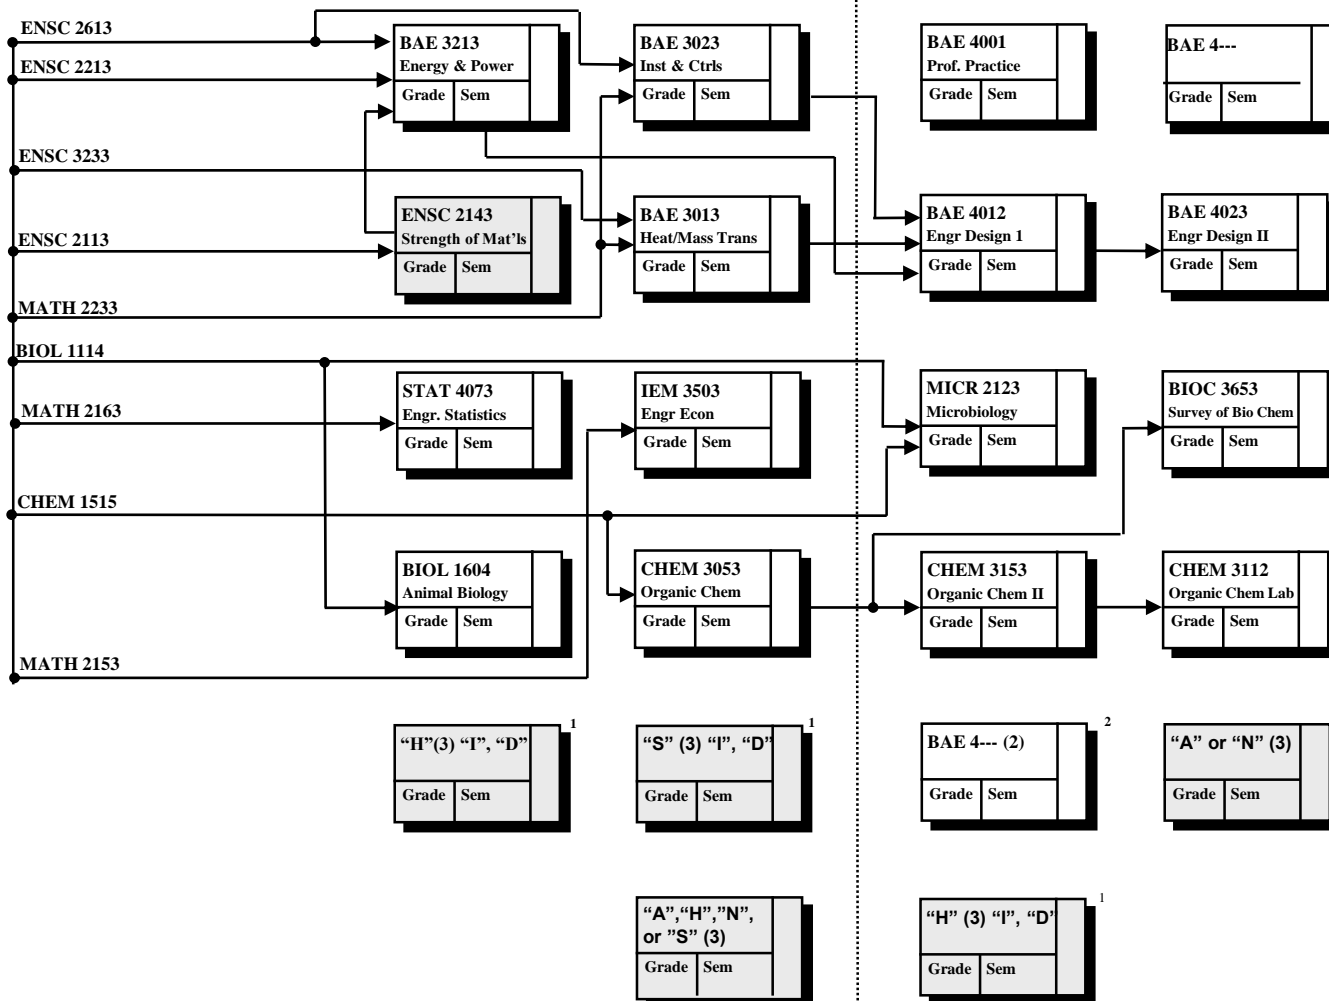 ENSC 2613
ENSC 2213
ENSC 3233
ENSC 2113
MATH 2233
BIOL 1114
MATH 2163
CHEM 1515
MATH 2153
BAE 3213
Energy & Power
Grade Sem
BAE 3023
Inst & Ctrls
Grade Sem
BAE 4001
Prof. Practice
Grade Sem
BAE 4---
Grade Sem
ENSC 2143
Strength of Mat'ls
Grade Sem
BAE 3013
Heat/Mass Trans
Grade Sem
BAE 4012
Engr Design 1
Grade Sem
BAE 4023
Engr Design II
Grade Sem
STAT 4073
Engr. Statistics
Grade Sem
IEM 3503
Engr Econ
Grade Sem
MICR 2123
Microbiology
Grade Sem
BIOC 3653
Survey of Bio Chem
Grade Sem
BIOL 1604
Animal Biology
Grade Sem
CHEM 3053
Organic Chem
Grade Sem
CHEM 3153
Organic Chem II
Grade Sem
CHEM 3112
Organic Chem Lab
Grade Sem
“H”(3) “I”, “D” 1
Grade Sem
“S” (3) “I”, “D” 1
Grade Sem
BAE 4--- (2) 2
Grade Sem
“A” or “N” (3)
Grade Sem
“A”,“H”,”N”,
or ”S” (3)
Grade Sem
“H” (3) “I”, “D” 1
Grade Sem